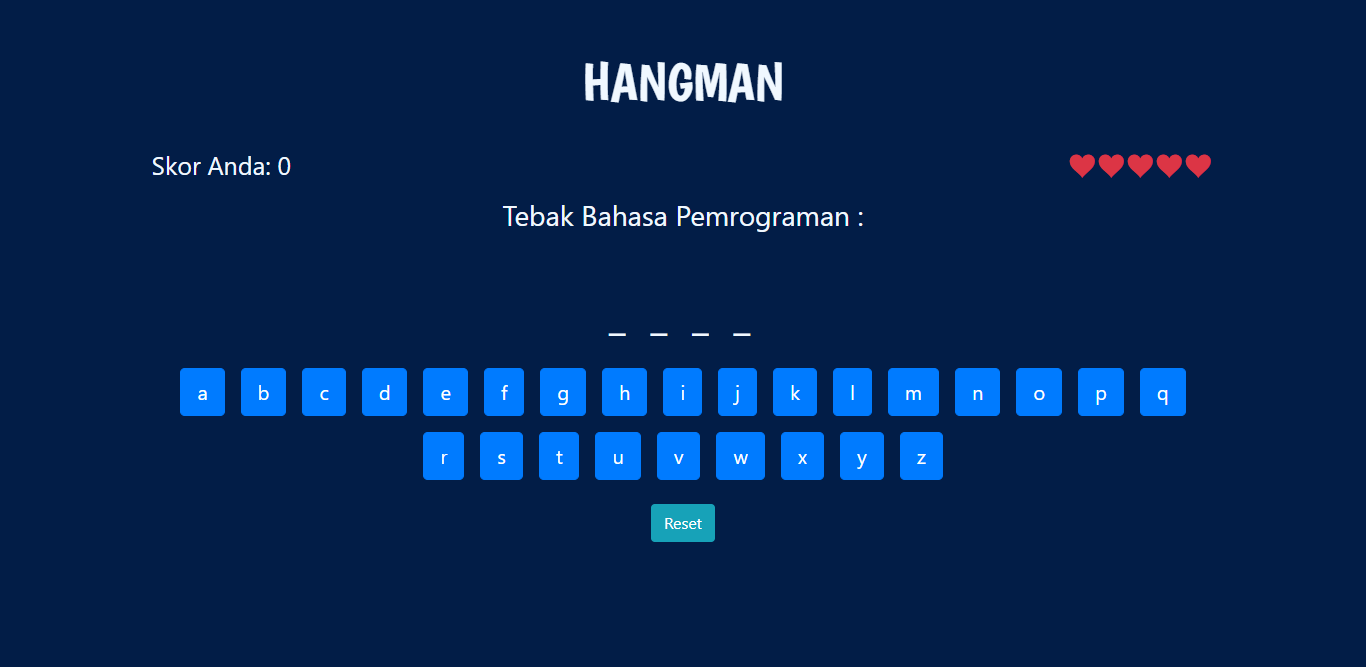 HANGMAN
Skor Anda: 0
Tebak Bahasa Pemrograman :
_ _ _ _
a b c d e f g h i j k l m n o p q
r s t u v w x y z
Reset